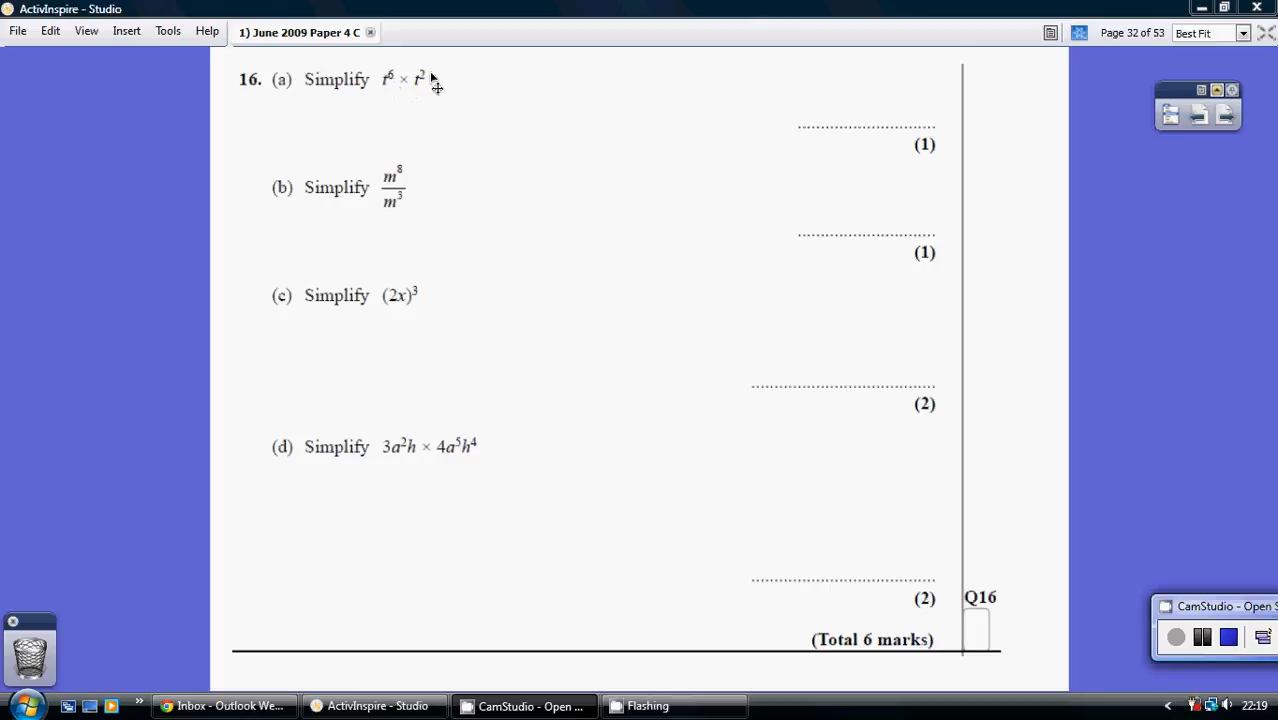 ActivInspire - Studio
File Edit View Insert Tools Help 1) June 2009 Paper 4 C Page 32 of 53 Best Fit
16. (a) Simplify t⁶ × t²
(1)
(b) Simplify m⁸/m³
(1)
(c) Simplify (2x)³
(2)
(d) Simplify 3a²h × 4a⁵h⁴
(2)
Q16
(Total 6 marks)
CamStudio - Open S
Inbox - Outlook We... ActivInspire - Studio CamStudio - Open ... Flashing 22:19